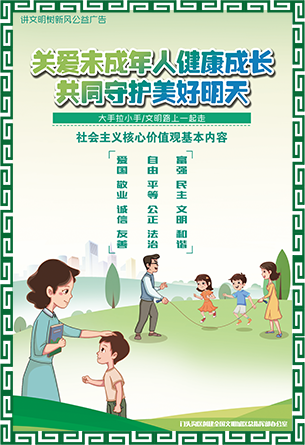 讲文明树新风公益广告
关爱未成年人健康成长
共同守护美好明天
大手拉小手/文明路上一起走
社会主义核心价值观基本内容
富强 民主 文明 和谐
自由 平等 公正 法治
爱国 敬业 诚信 友善